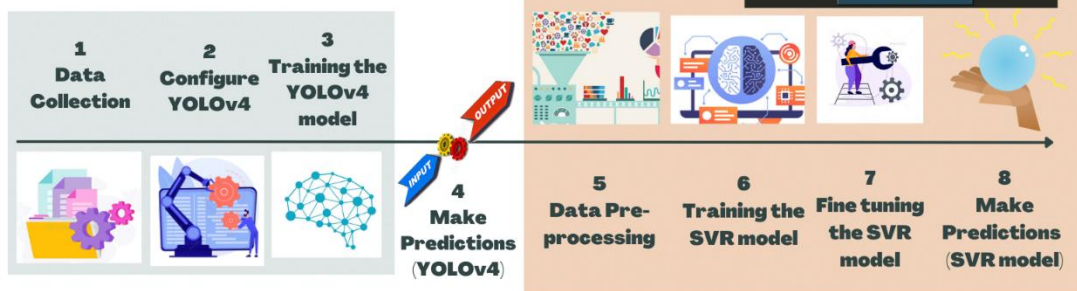 1
Data
Collection
2
Configure
YOLOv4
3
Training the
YOLOv4
model
INPUT
OUTPUT
4
Make
Predictions
(YOLOv4)
5
Data Pre-
processing
6
Training the
SVR model
7
Fine tuning
the SVR
model
8
Make
Predictions
(SVR model)